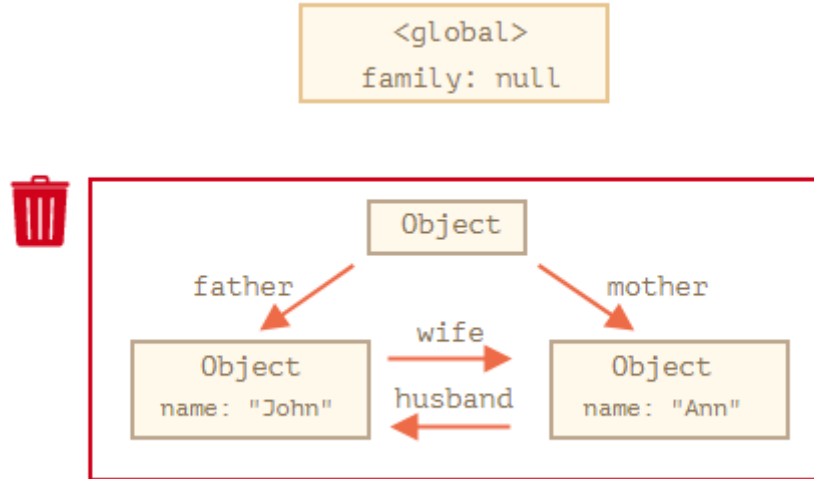 <global>
family: null
Object
father
mother
wife
Object
name: "John"
husband
Object
name: "Ann"